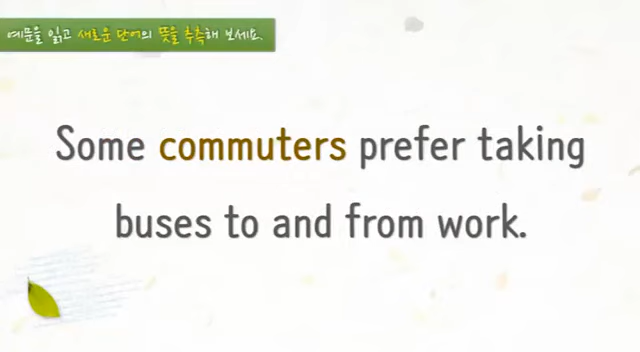 예문을 읽고 새로운 단어의 뜻을 추측해 보세요.
Some commuters prefer taking
buses to and from work.